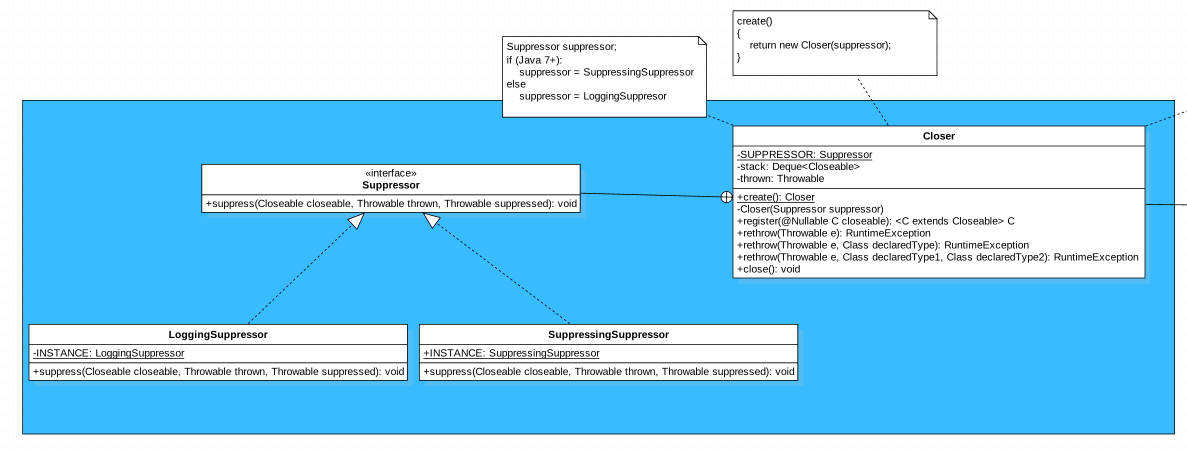 create()
{
return new Closer(suppressor);
}
Suppressor suppressor;
if (Java 7+):
suppressor = SuppressingSuppressor
else
suppressor = LoggingSuppresor
Closer
-SUPPRESSOR: Suppressor
-stack: Deque<Closeable>
-thrown: Throwable
+create(): Closer
-Closer(Suppressor suppressor)
+register(@Nullable C closeable): <C extends Closeable> C
+rethrow(Throwable e): RuntimeException
+rethrow(Throwable e, Class declaredType): RuntimeException
+rethrow(Throwable e, Class declaredType1, Class declaredType2): RuntimeException
+close(): void
«interface»
Suppressor
+suppress(Closeable closeable, Throwable thrown, Throwable suppressed): void
LoggingSuppressor
-INSTANCE: LoggingSuppressor
+suppress(Closeable closeable, Throwable thrown, Throwable suppressed): void
SuppressingSuppressor
+INSTANCE: SuppressingSuppressor
+suppress(Closeable closeable, Throwable thrown, Throwable suppressed): void